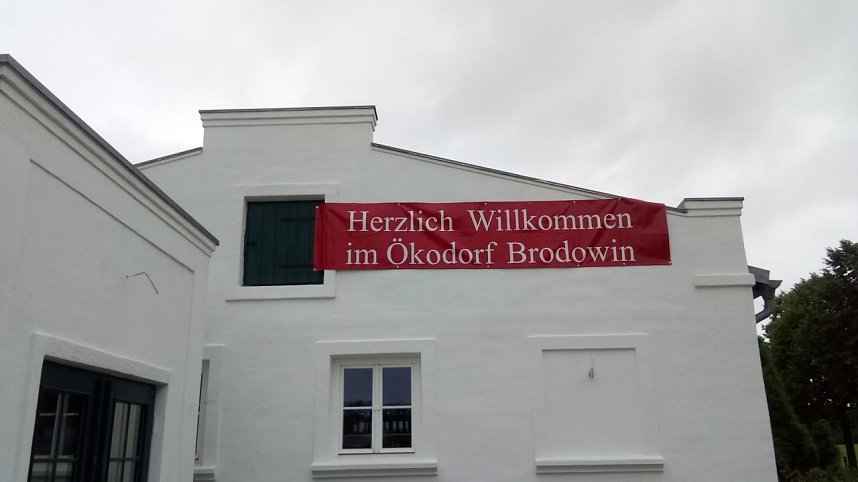 Herzlich Willkommen
im Ökodorf Brodowin